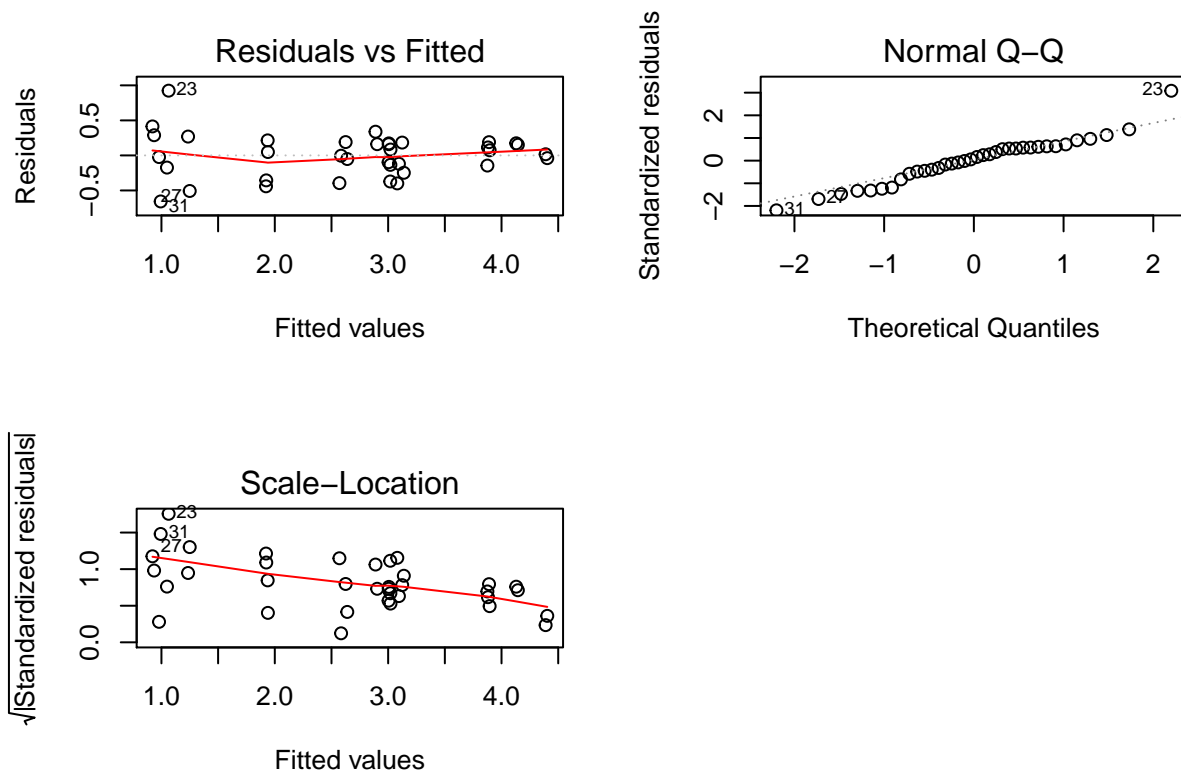 Residuals vs Fitted
Residuals
0.5
−0.5
23
27
31
1.0 2.0 3.0 4.0
Fitted values
Normal Q−Q
Standardized residuals
2
0
−2
23
27
31
−2 −1 0 1 2
Theoretical Quantiles
Scale−Location
√|Standardized residuals|
1.0
0.0
23
31
27
1.0 2.0 3.0 4.0
Fitted values